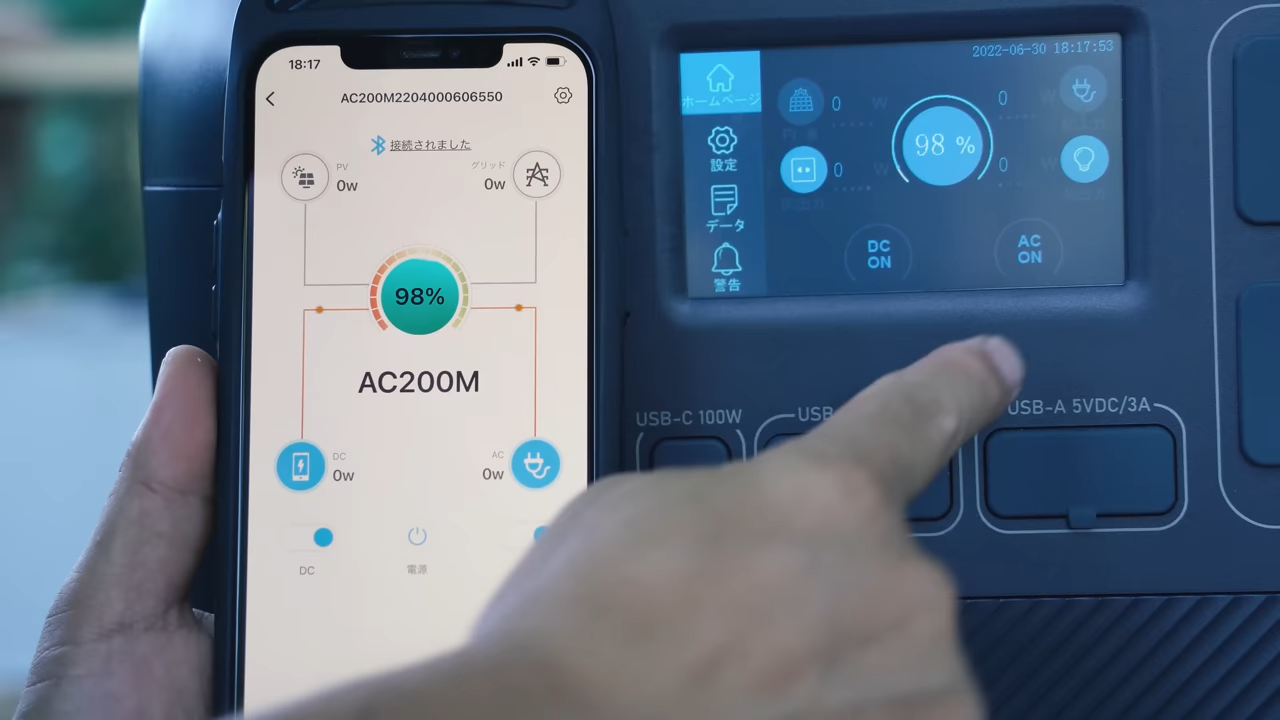 18:17
AC200M2204000606550
接続されました
PV
0w
グリッド
0w
98%
AC200M
DC
0w
AC
0w
DC
電源
2022-06-30 18:17:53
ホームページ
設定
データ
警告
0 W
0 W
98 %
0 W
0 W
DC ON
AC ON
USB-C 100W
USB
USB-A 5VDC/3A